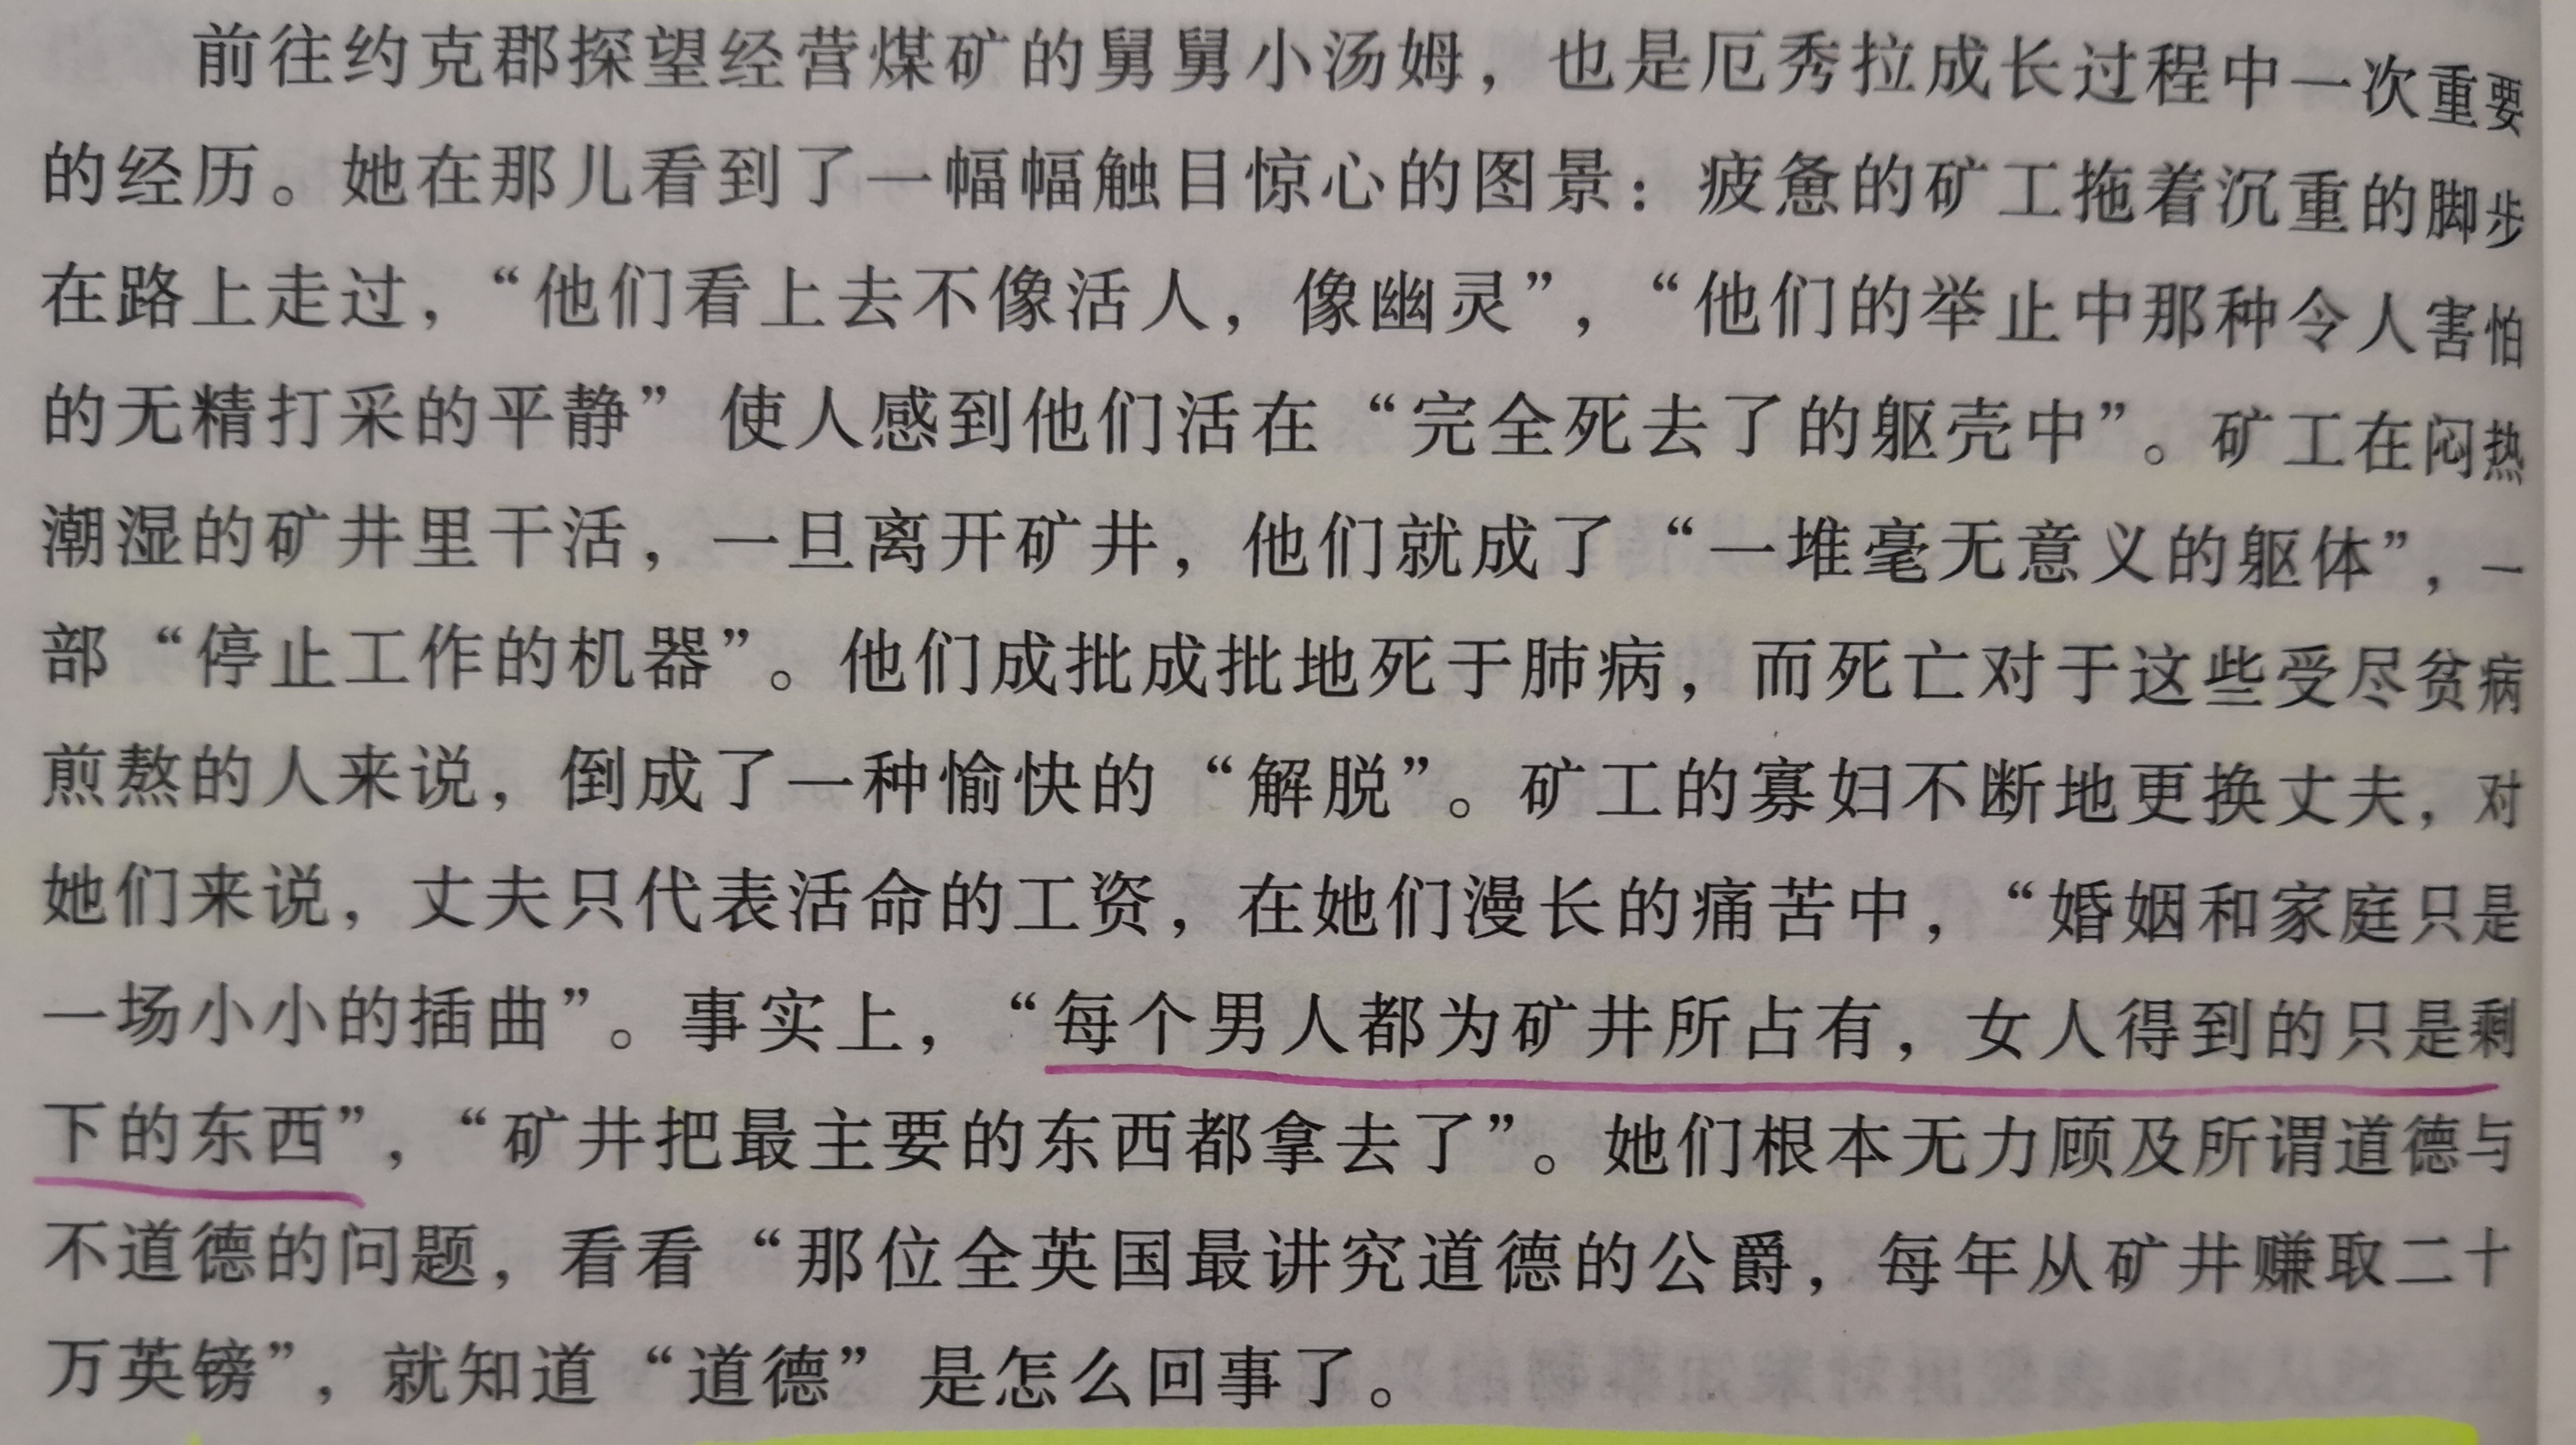 前往约克郡探望经营煤矿的舅舅小汤姆，也是厄秀拉成长过程中一次重要
的经历。她在那儿看到了一幅幅触目惊心的图景：疲惫的矿工拖着沉重的脚步
在路上走过，“他们看上去不像活人，像幽灵”，“他们的举止中那种令人害怕
的无精打采的平静”使人感到他们活在“完全死去了的躯壳中”。矿工在闷热
潮湿的矿井里干活，一旦离开矿井，他们就成了“一堆毫无意义的躯体”，一
部“停止工作的机器”。他们成批成批地死于肺病，而死亡对于这些受尽贫病
煎熬的人来说，倒成了一种愉快的“解脱”。矿工的寡妇不断地更换丈夫，对
她们来说，丈夫只代表活命的工资，在她们漫长的痛苦中，“婚姻和家庭只是
一场小小的插曲”。事实上，“每个男人都为矿井所占有，女人得到的只是剩
下的东西”，“矿井把最主要的东西都拿去了”。她们根本无力顾及所谓道德与
不道德的问题，看看“那位全英国最讲究道德的公爵，每年从矿井赚取二十
万英镑”，就知道“道德”是怎么回事了。